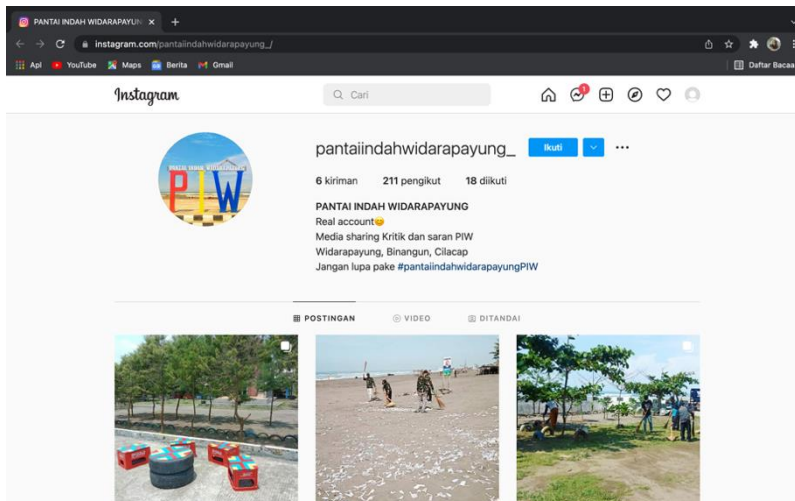 PANTAI INDAH WIDARAPAYUN
instagram.com/pantaiindahwidarapayung_/
Apl YouTube Maps Berita Gmail Daftar Bacaa
Instagram Cari 1
PIW
pantaiindahwidarapayung_ Ikuti
6 kiriman 211 pengikut 18 diikuti
PANTAI INDAH WIDARAPAYUNG
Real account
Media sharing Kritik dan saran PIW
Widarapayung, Binangun, Cilacap
Jangan lupa pake #pantaiindahwidarapayungPIW
POSTINGAN VIDEO DITANDAI